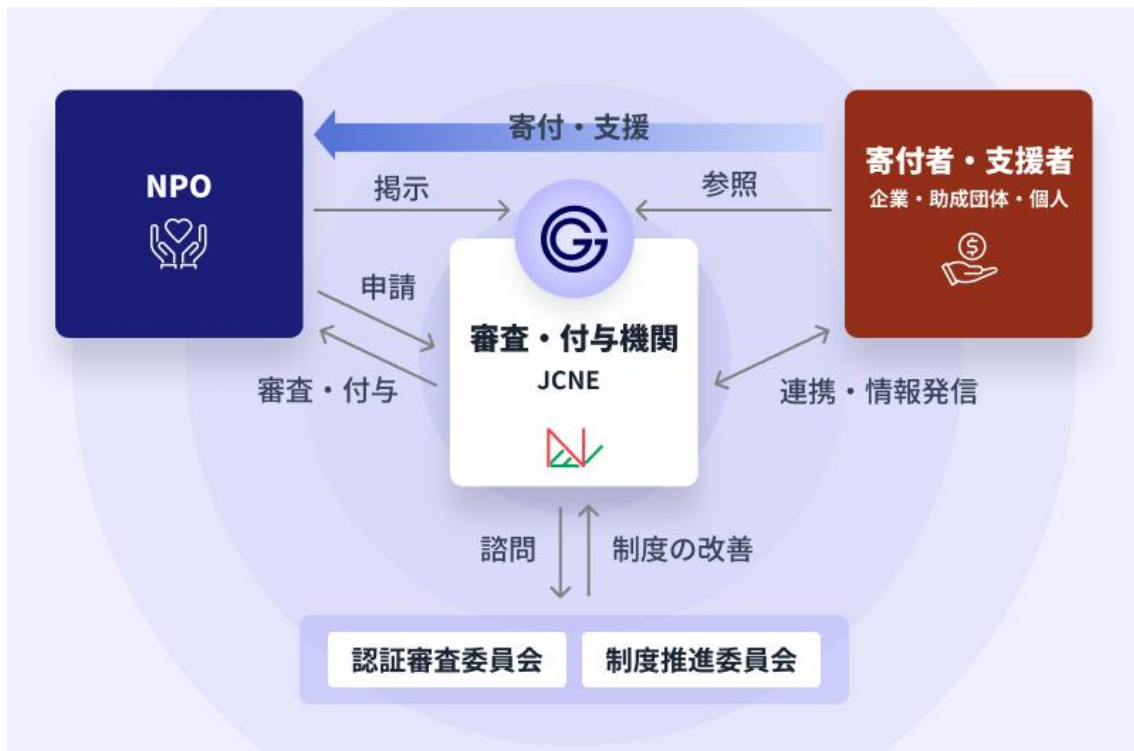 寄付・支援
NPO
寄付者・支援者
企業・助成団体・個人
掲示
参照
申請
審査・付与機関
JCNE
審査・付与
連携・情報発信
諮問
制度の改善
認証審査委員会
制度推進委員会